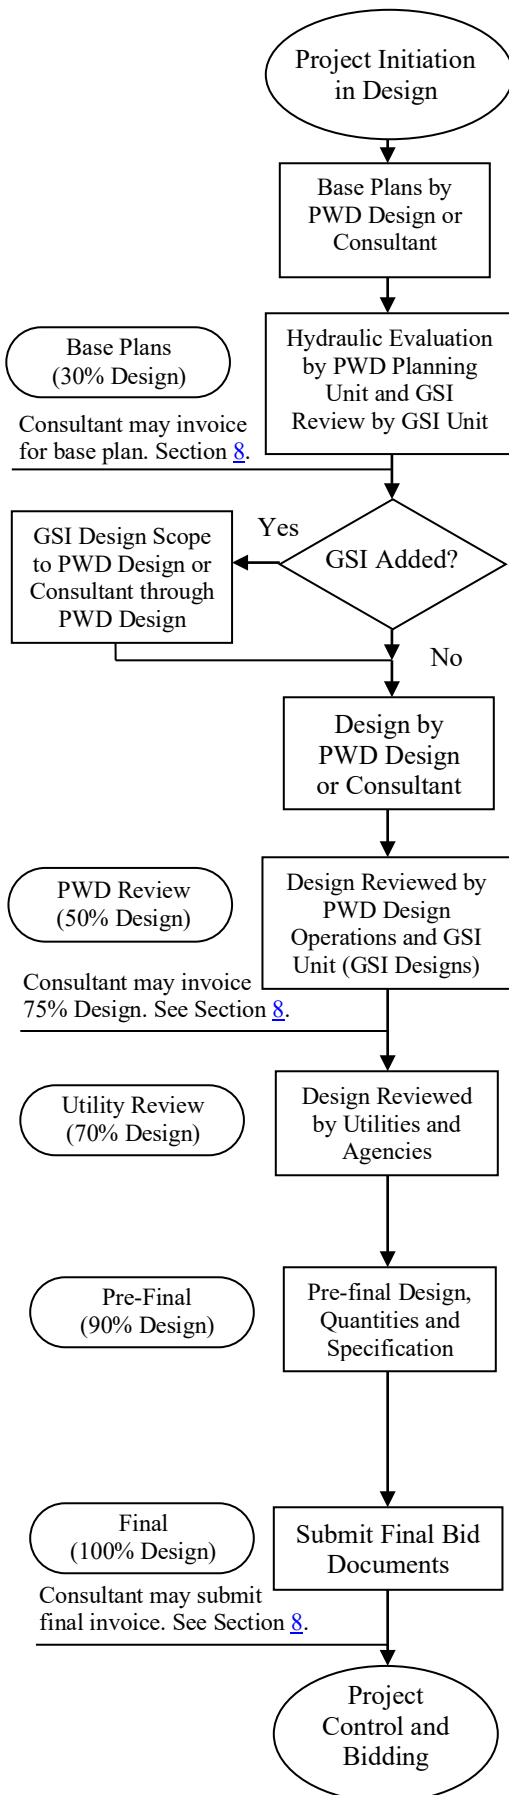 Project Initiation
in Design
Base Plans by
PWD Design or
Consultant
Base Plans
(30% Design)
Hydraulic Evaluation
by PWD Planning
Unit and GSI
Review by GSI Unit
Consultant may invoice
for base plan. Section 8.
GSI Added?
Yes
GSI Design Scope
to PWD Design or
Consultant through
PWD Design
No
Design by
PWD Design
or Consultant
PWD Review
(50% Design)
Design Reviewed by
PWD Design
Operations and GSI
Unit (GSI Designs)
Consultant may invoice
75% Design. See Section 8.
Utility Review
(70% Design)
Design Reviewed
by Utilities and
Agencies
Pre-Final
(90% Design)
Pre-final Design,
Quantities and
Specification
Final
(100% Design)
Submit Final Bid
Documents
Consultant may submit
final invoice. See Section 8.
Project
Control and
Bidding